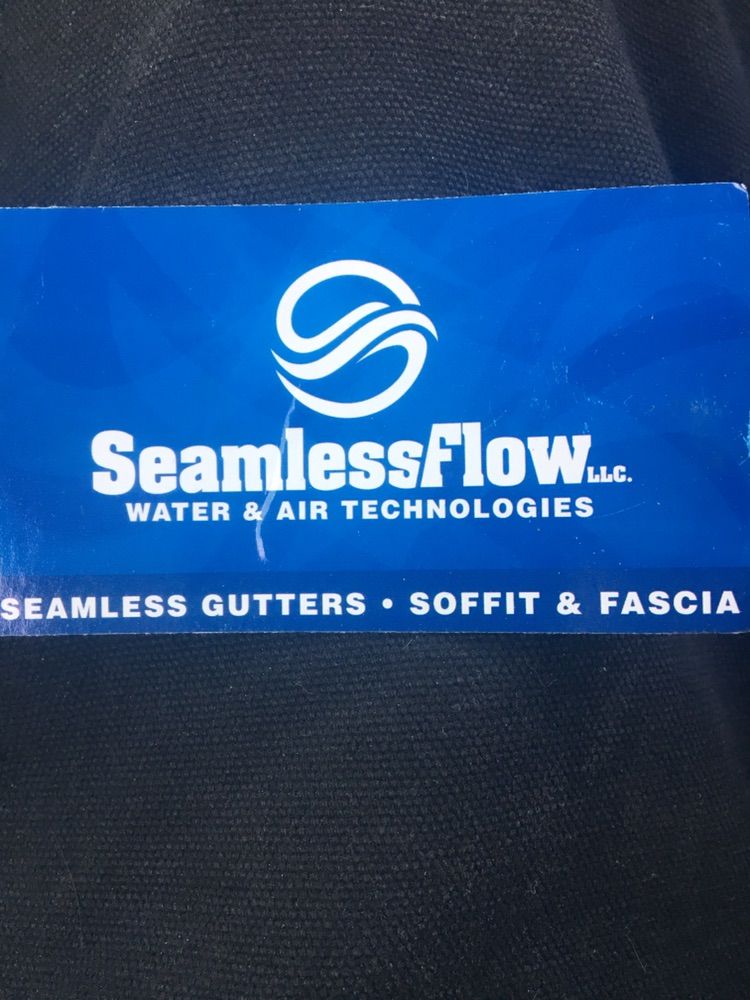 SeamlessFlow LLC.
WATER & AIR TECHNOLOGIES
SEAMLESS GUTTERS • SOFFIT & FASCIA